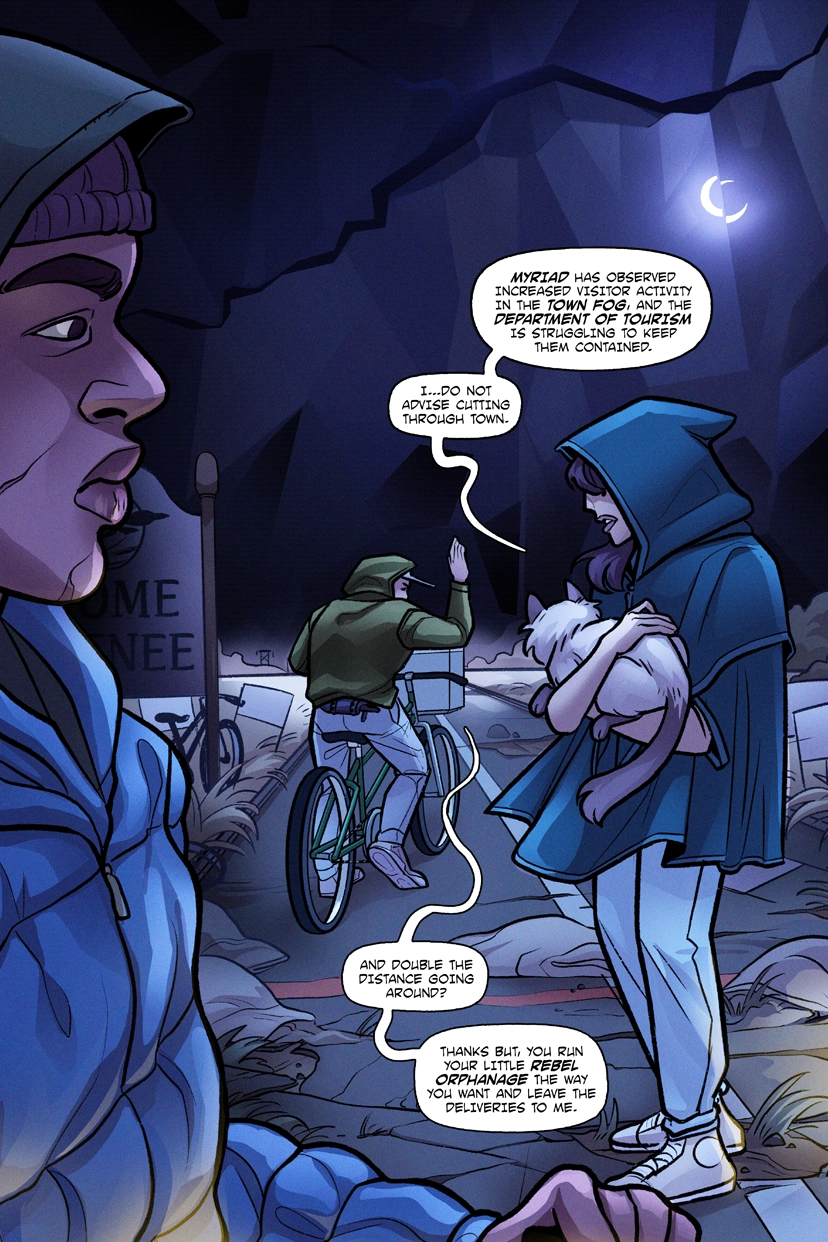 MYRIAD HAS OBSERVED
INCREASED VISITOR ACTIVITY
IN THE TOWN FOG, AND THE
DEPARTMENT OF TOURISM
IS STRUGGLING TO KEEP
THEM CONTAINED.
I...DO NOT
ADVISE CUTTING
THROUGH TOWN.
OME
NEE
AND DOUBLE THE
DISTANCE GOING
AROUND?
THANKS BUT, YOU RUN
YOUR LITTLE REBEL
ORPHANAGE THE WAY
YOU WANT AND LEAVE THE
DELIVERIES TO ME.